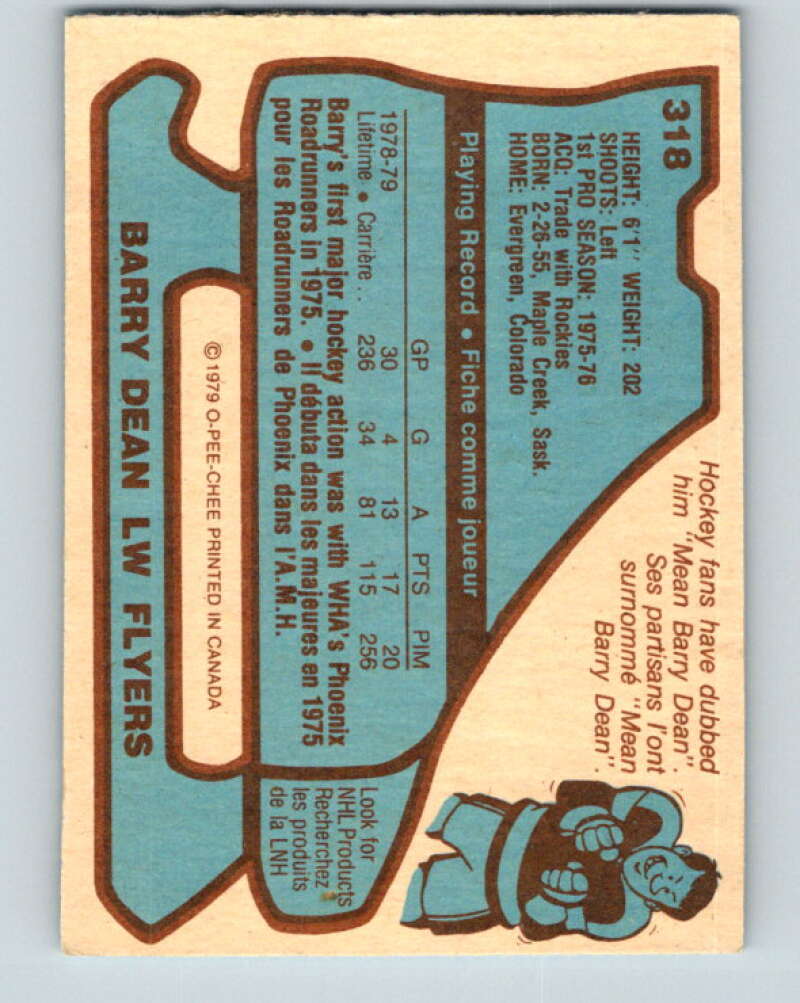 318
HEIGHT: 6'1" WEIGHT: 202
SHOOTS: Left
1st PRO SEASON: 1975-76
ACQ: Trade with Rockies
BORN: 2-26-55, Maple Creek, Sask.
HOME: Evergreen, Colorado
Hockey fans have dubbed
him "Mean Barry Dean".
Ses partisans l'ont
surnommé "Mean
Barry Dean".
Playing Record • Fiche comme joueur
GP G A PTS PIM
1978-79 30 4 13 17 20
Lifetime • Carrière . . 236 34 81 115 256
Barry's first major hockey action was with WHA's Phoenix
Roadrunners in 1975. • Il débuta dans les majeures en 1975
pour les Roadrunners de Phoenix dans l'A.M.H.
Look for
NHL Products
Recherchez
les produits
de la LNH
© 1979 O-PEE-CHEE PRINTED IN CANADA
BARRY DEAN LW FLYERS